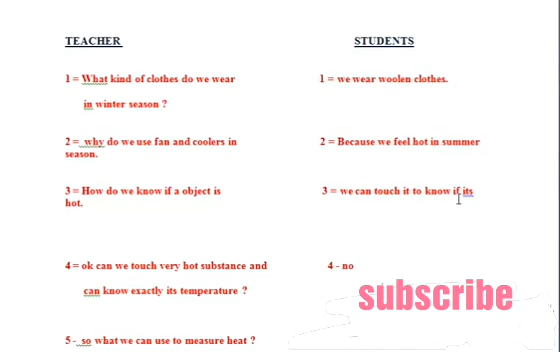 TEACHER
STUDENTS
1 = What kind of clothes do we wear
in winter season ?
1 = we wear woolen clothes.
2 = why do we use fan and coolers in
season.
2 = Because we feel hot in summer
3 = How do we know if a object is
hot.
3 = we can touch it to know if its
4 = ok can we touch very hot substance and
can know exactly its temperature ?
4 - no
subscribe
5 - so what we can use to measure heat ?